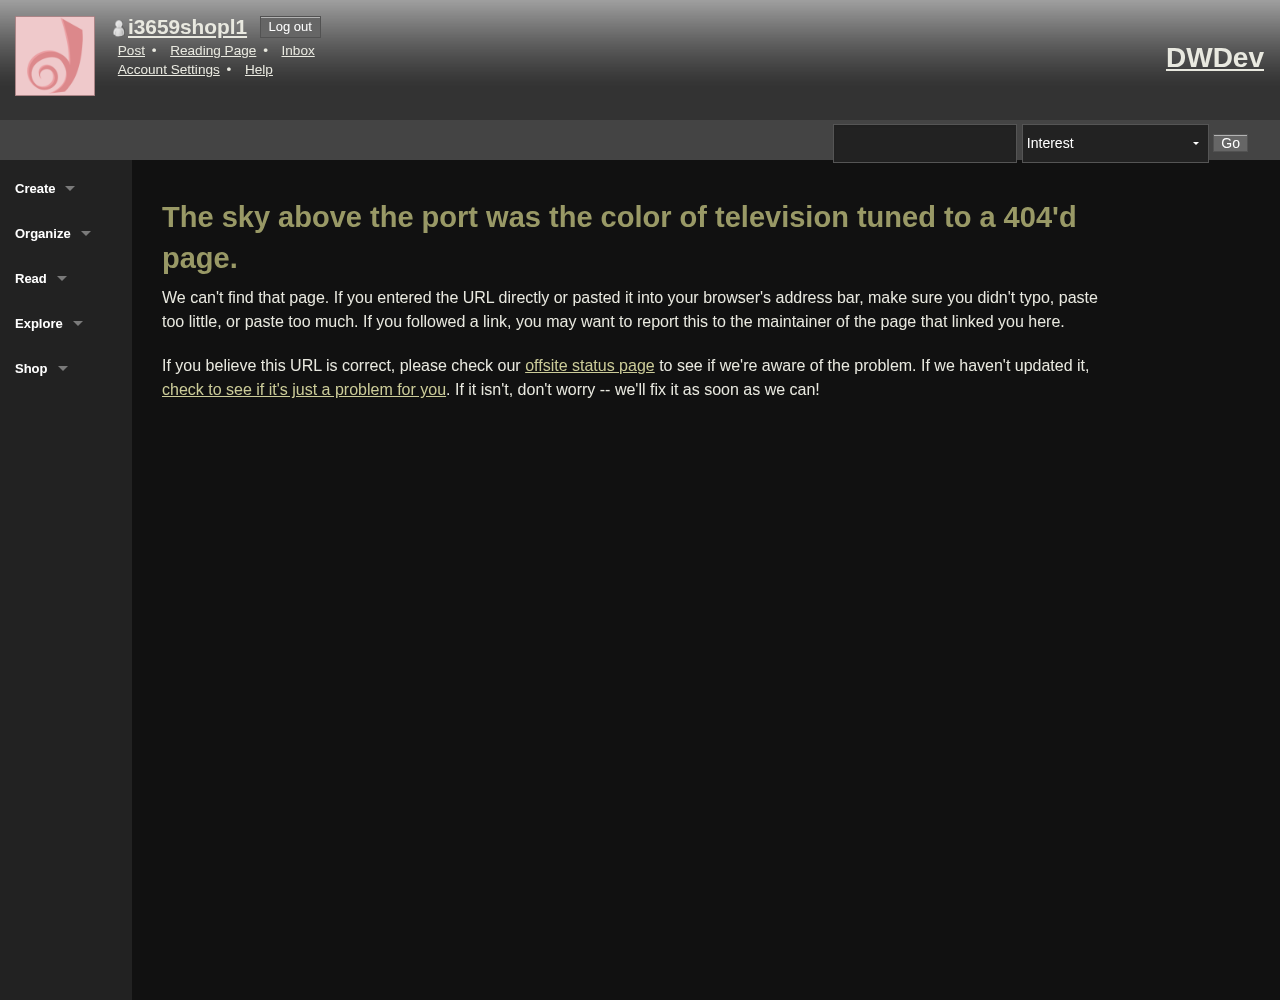 i3659shopl1 Log out
Post • Reading Page • Inbox
Account Settings • Help
DWDev
Interest Go
Create
Organize
Read
Explore
Shop
The sky above the port was the color of television tuned to a 404'd
page.
We can't find that page. If you entered the URL directly or pasted it into your browser's address bar, make sure you didn't typo, paste
too little, or paste too much. If you followed a link, you may want to report this to the maintainer of the page that linked you here.
If you believe this URL is correct, please check our offsite status page to see if we're aware of the problem. If we haven't updated it,
check to see if it's just a problem for you. If it isn't, don't worry -- we'll fix it as soon as we can!